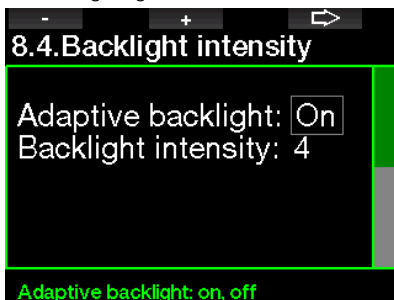 - + ⇨
8.4.Backlight intensity
Adaptive backlight: On
Backlight intensity: 4
Adaptive backlight: on, off